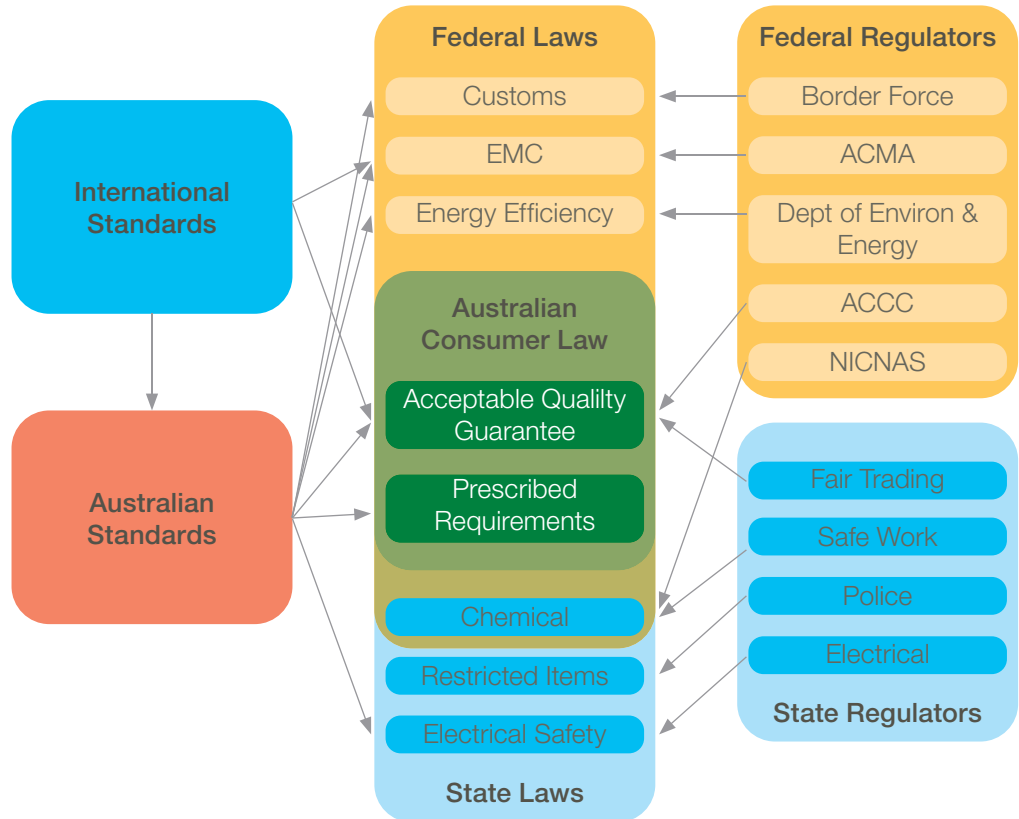 International
Standards
Australian
Standards
Federal Laws
Customs
EMC
Energy Efficiency
Australian
Consumer Law
Acceptable Qualilty
Guarantee
Prescribed
Requirements
Chemical
Restricted Items
Electrical Safety
State Laws
Federal Regulators
Border Force
ACMA
Dept of Environ &
Energy
ACCC
NICNAS
Fair Trading
Safe Work
Police
Electrical
State Regulators